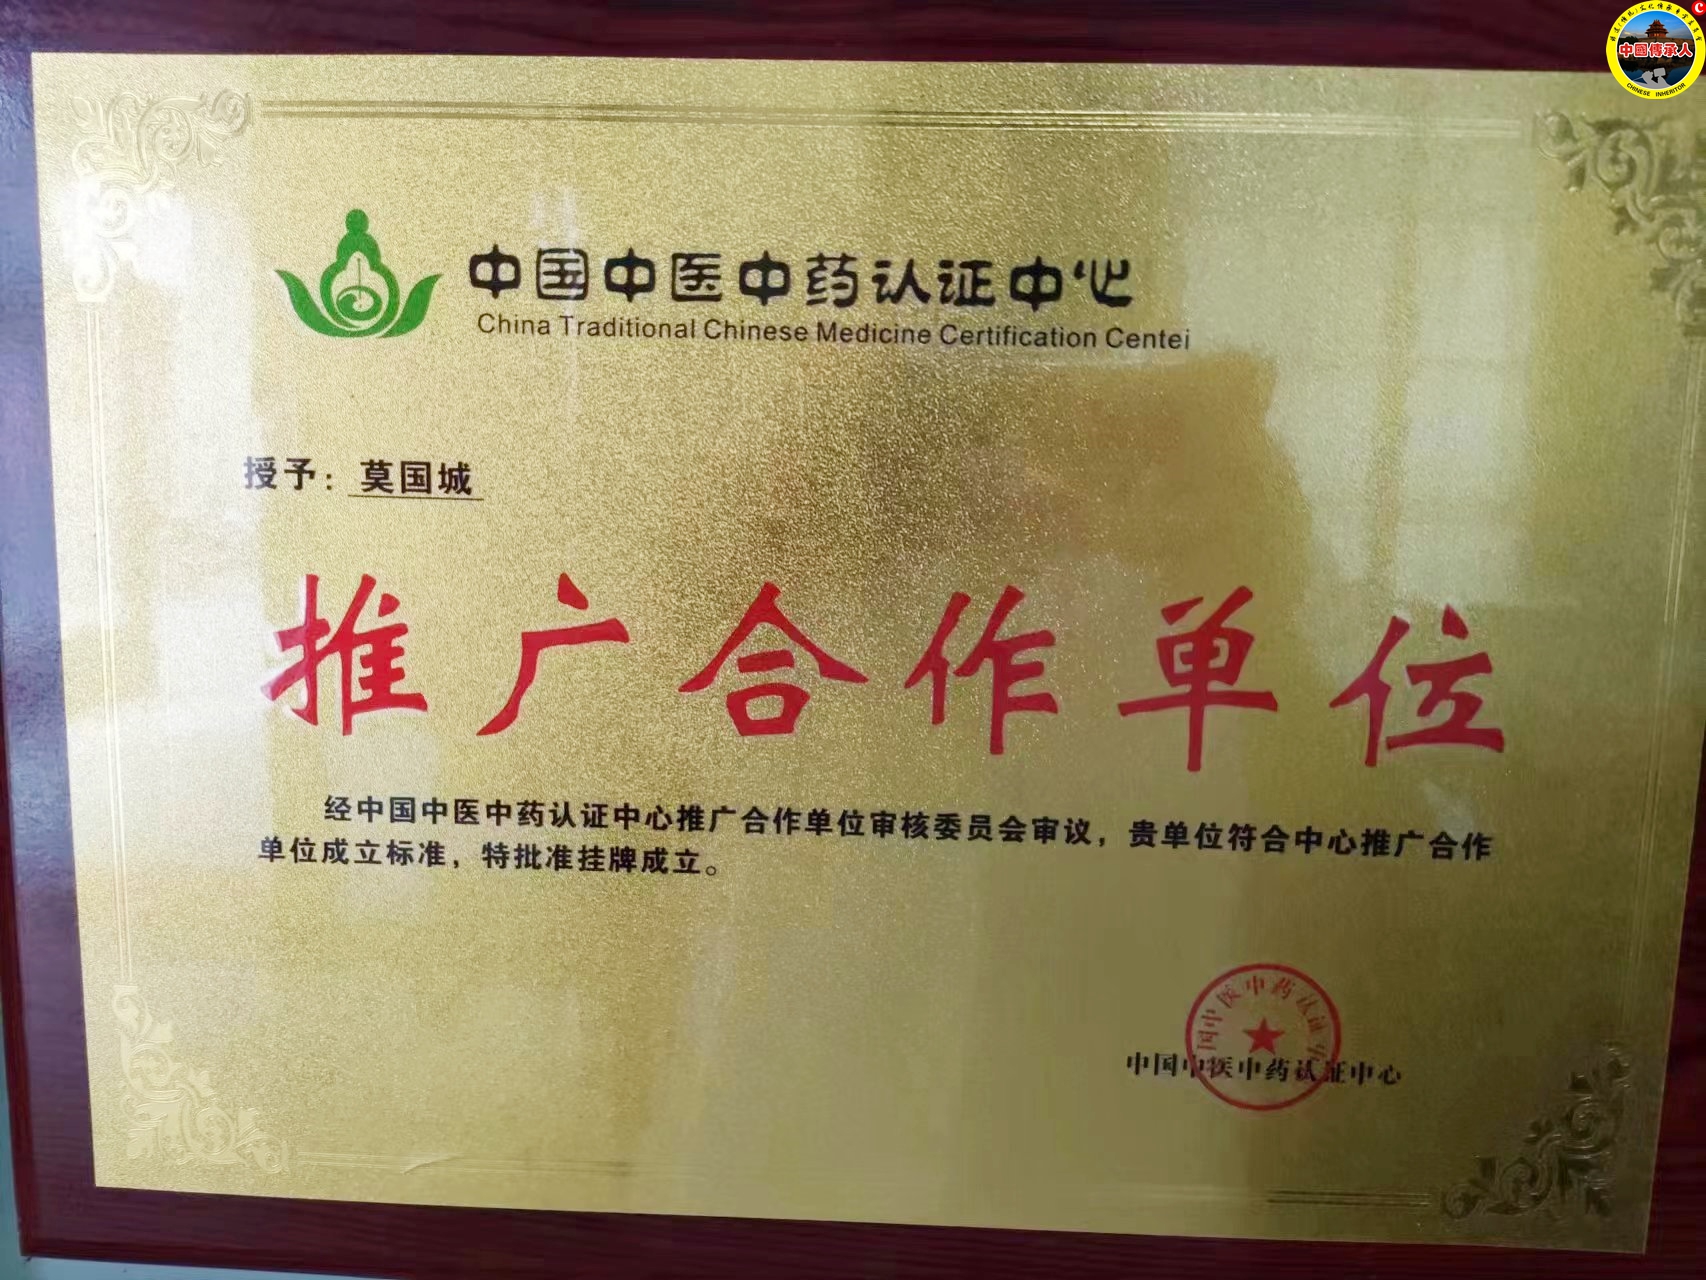 中國傳承人
CHINESE INHERITOR
中国中医中药认证中心
China Traditional Chinese Medicine Certification Centei
授予：莫国城
推广合作单位
经中国中医中药认证中心推广合作单位审核委员会审议，贵单位符合中心推广合作
单位成立标准，特批准挂牌成立。
中国中医中药认证中心